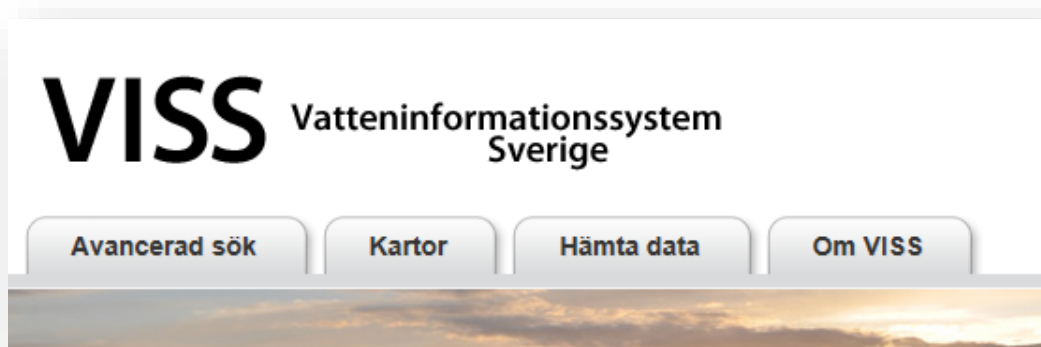 VISS Vatteninformationssystem
Sverige
Avancerad sök
Kartor
Hämta data
Om VISS